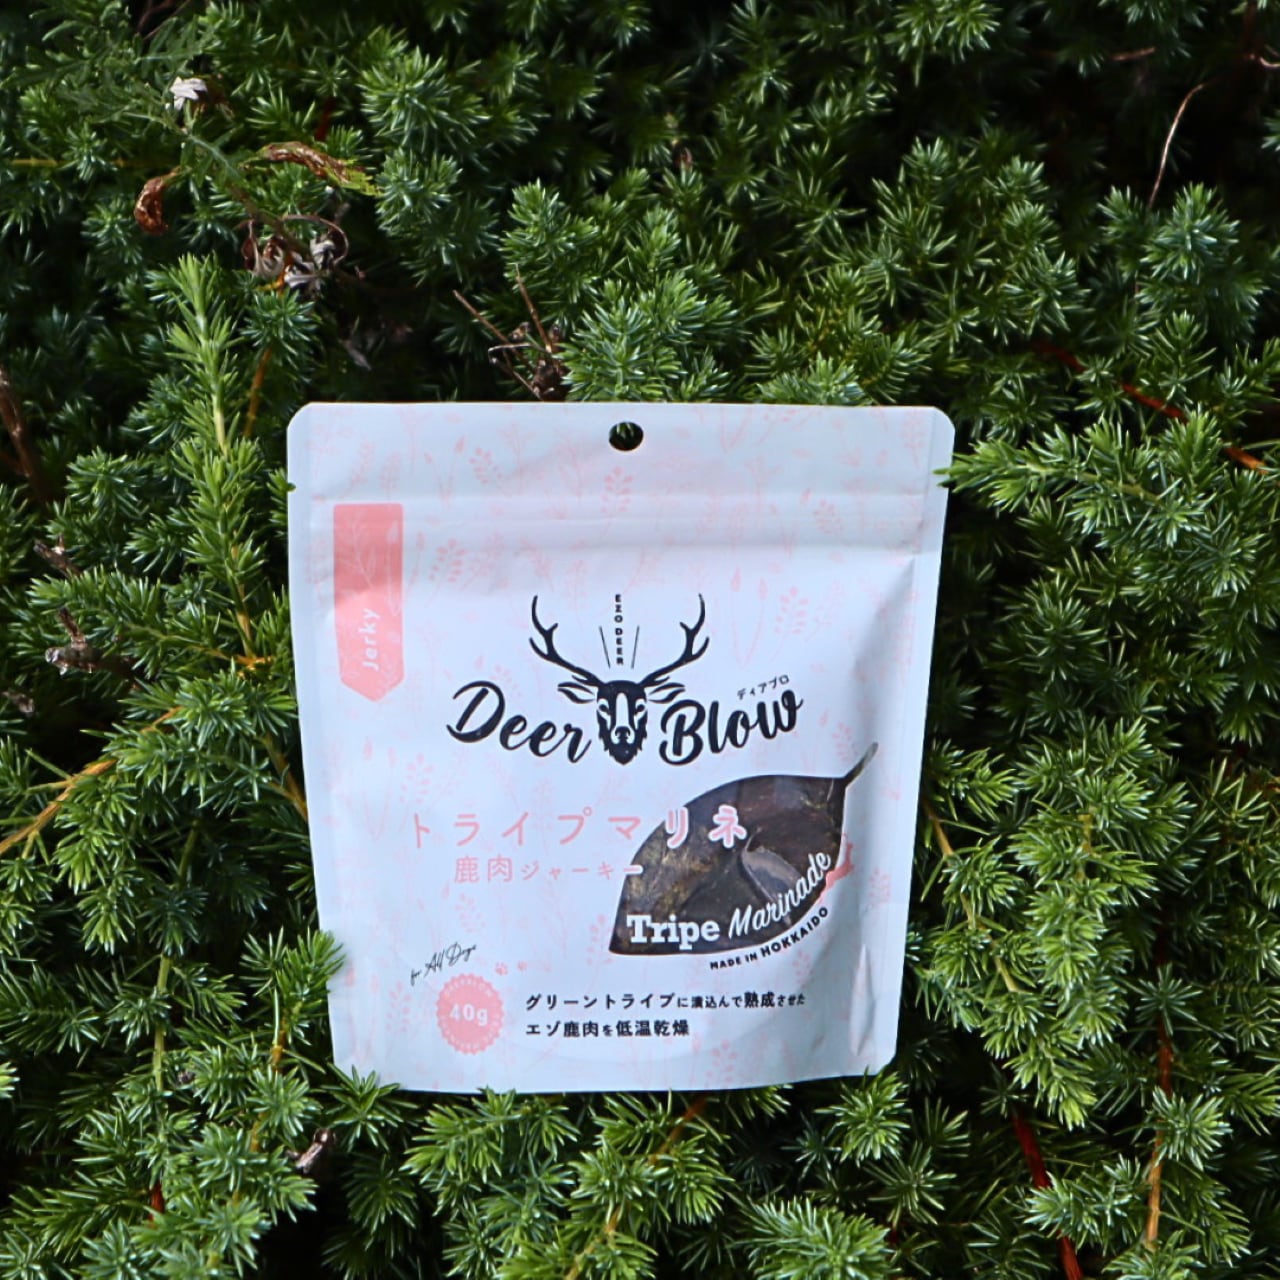 Jerky
EZO DEER
ディアブロ
Deer Blow
トライプマリネ
鹿肉ジャーキー
Tripe Marinade
MADE IN HOKKAIDO
for All Dogs
40g
グリーントライプに漬込んで熟成させた
エゾ鹿肉を低温乾燥